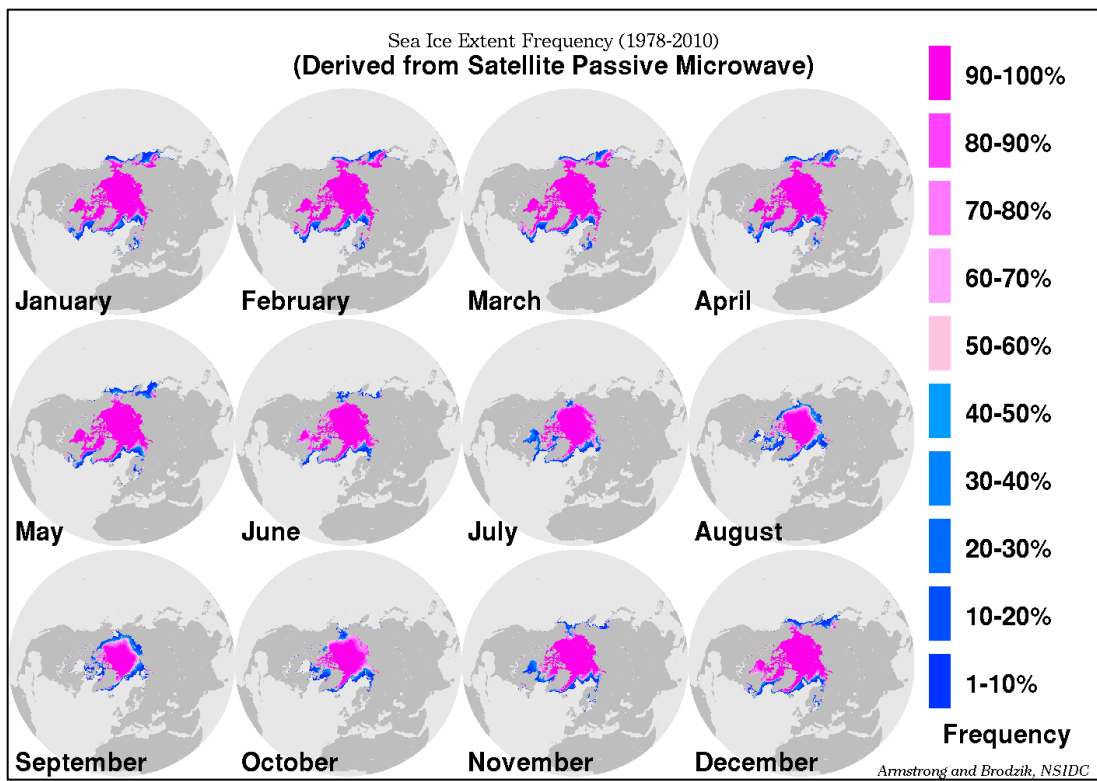 Sea Ice Extent Frequency (1978-2010)
(Derived from Satellite Passive Microwave)
January
February
March
April
May
June
July
August
September
October
November
December
90-100%
80-90%
70-80%
60-70%
50-60%
40-50%
30-40%
20-30%
10-20%
1-10%
Frequency
Armstrong and Brodzik, NSIDC